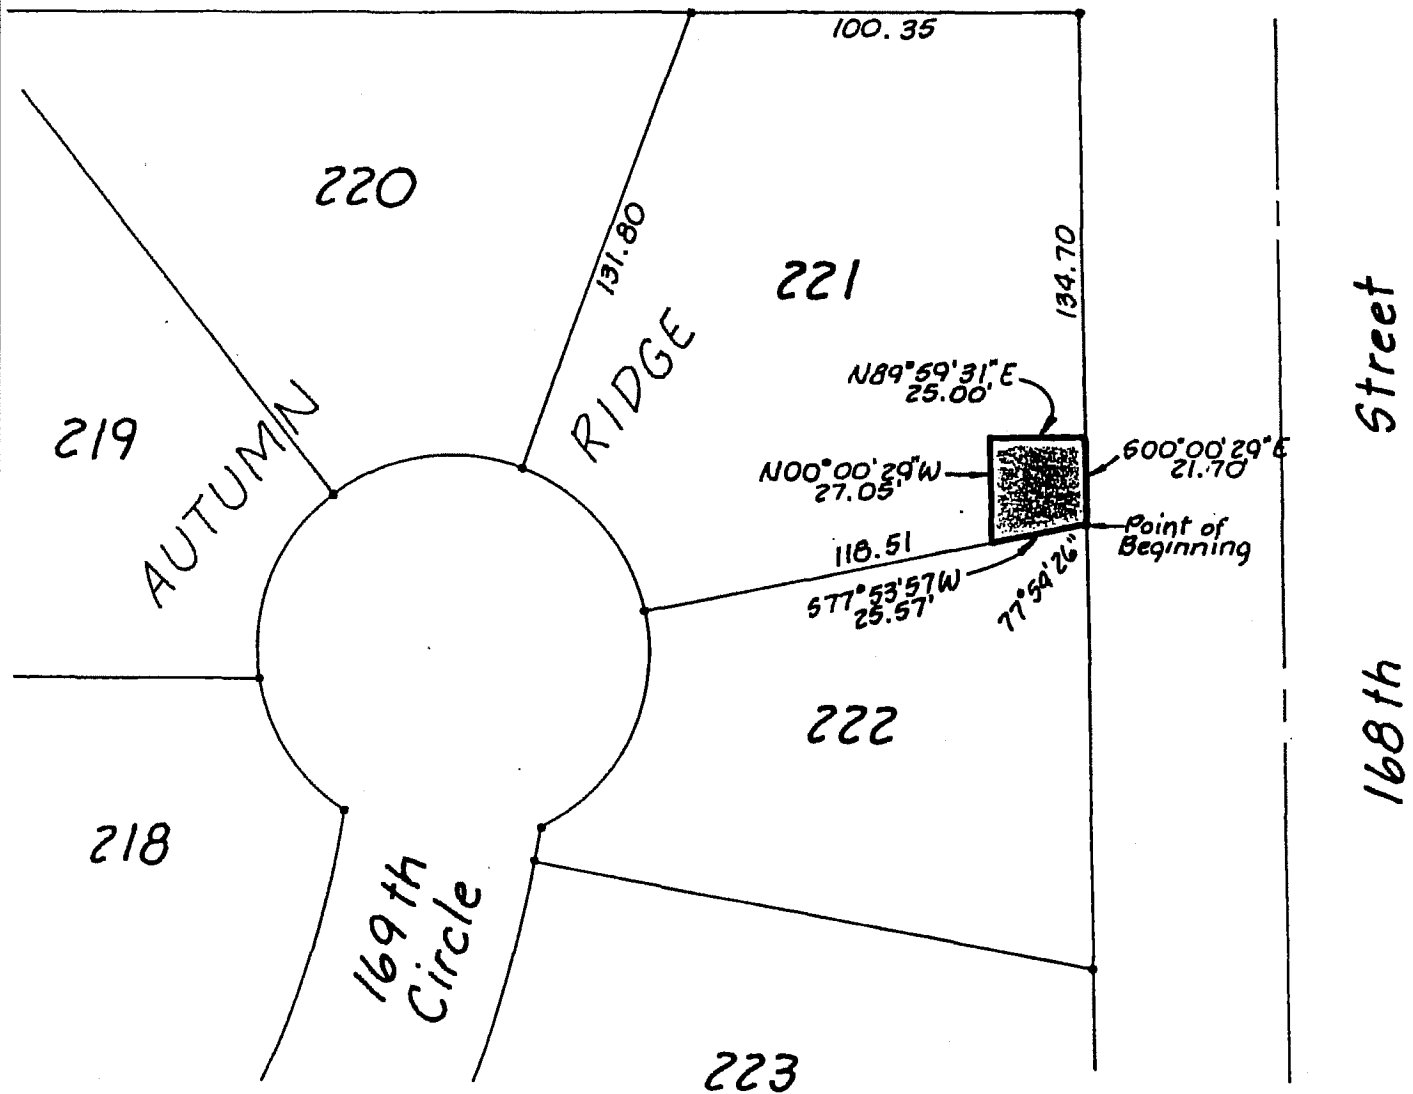 100.35
220
131.80
221
134.70
Street
N89°59'31"E
25.00'
219
AUTUMN
RIDGE
S00°00'29"E
21.70'
N00°00'29"W
27.05'
Point of
Beginning
118.51
S77°53'57"W
25.57'
77°54'26"
222
168th
218
169th
Circle
223